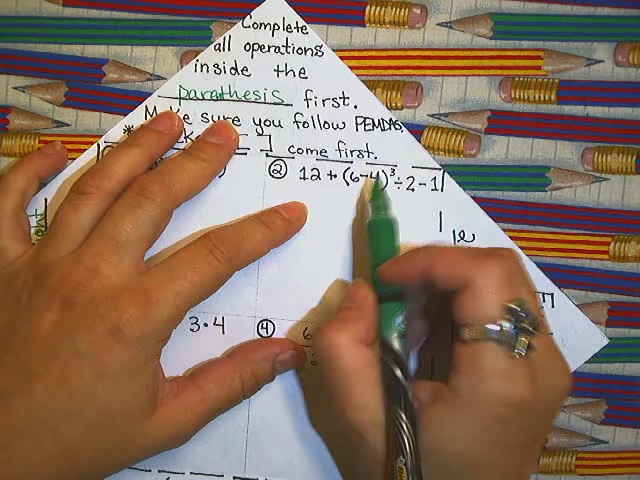 Complete
all operations
inside the
parathesis first.
Make sure you follow PEMDAS.
come first.
② 12 + (6-4)³ ÷ 2 - 1
3·4
④ 6